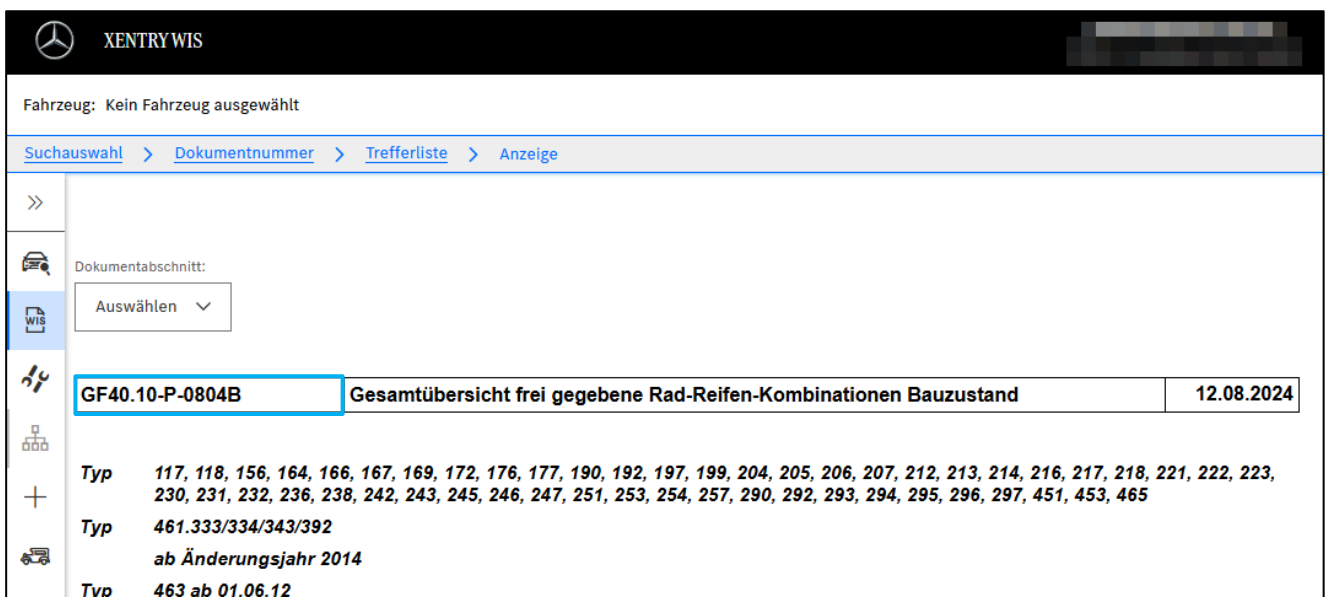 XENTRY WIS
Fahrzeug: Kein Fahrzeug ausgewählt
Suchauswahl > Dokumentnummer > Trefferliste > Anzeige
Dokumentabschnitt:
Auswählen
WIS
GF40.10-P-0804B Gesamtübersicht frei gegebene Rad-Reifen-Kombinationen Bauzustand 12.08.2024
Typ 117, 118, 156, 164, 166, 167, 169, 172, 176, 177, 190, 192, 197, 199, 204, 205, 206, 207, 212, 213, 214, 216, 217, 218, 221, 222, 223,
230, 231, 232, 236, 238, 242, 243, 245, 246, 247, 251, 253, 254, 257, 290, 292, 293, 294, 295, 296, 297, 451, 453, 465
Typ 461.333/334/343/392
ab Änderungsjahr 2014
Typ 463 ab 01.06.12